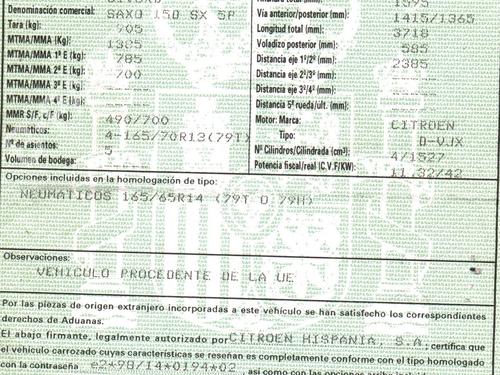 Denominación comercial: SAXO 15D SX 5P
Tara (kg): 905
MTMA/MMA (Kg): 1305
MTMA/MMA 1º E (kg): 785
MTMA/MMA 2º E (kg): 700
MTMA/MMA 3º E (kg):
MTMA/MMA 4º E (kg):
MMR S/F, c/F (kg): 490/700
Neumáticos: 4-165/70R13(79T)
Nº de asientos: 5
Volumen de bodega:
1595
Vía anterior/posterior (mm): 1415/1365
Longitud total (mm): 3718
Voladizo posterior (mm): 585
Distancia eje 1º/2º (mm): 2385
Distancia eje 2º/3º (mm):
Distancia eje 3º/4º (mm):
Distancia 5ª rueda/ult. (mm):
Motor: Marca: CITROEN
Tipo: D-VJX
Nº Cilindros/Cilindrada (cm³): 4/1527
Potencia fiscal/real (C.V.F/KW): 11,32/42
Opciones incluidas en la homologación de tipo:
NEUMATICOS 165/65R14 (79T O 79H)
Observaciones:
VEHICULO PROCEDENTE DE LA UE
Por las piezas de origen extranjero incorporadas a este vehículo se han satisfecho los correspondientes
derechos de Aduanas.
El abajo firmante, legalmente autorizado por CITROEN HISPANIA, S.A., certifica que
el vehículo carrozado cuyas características se reseñan es completamente conforme con el tipo homologado
con la contraseña e2*98/14*0194*02, así como con las opciones